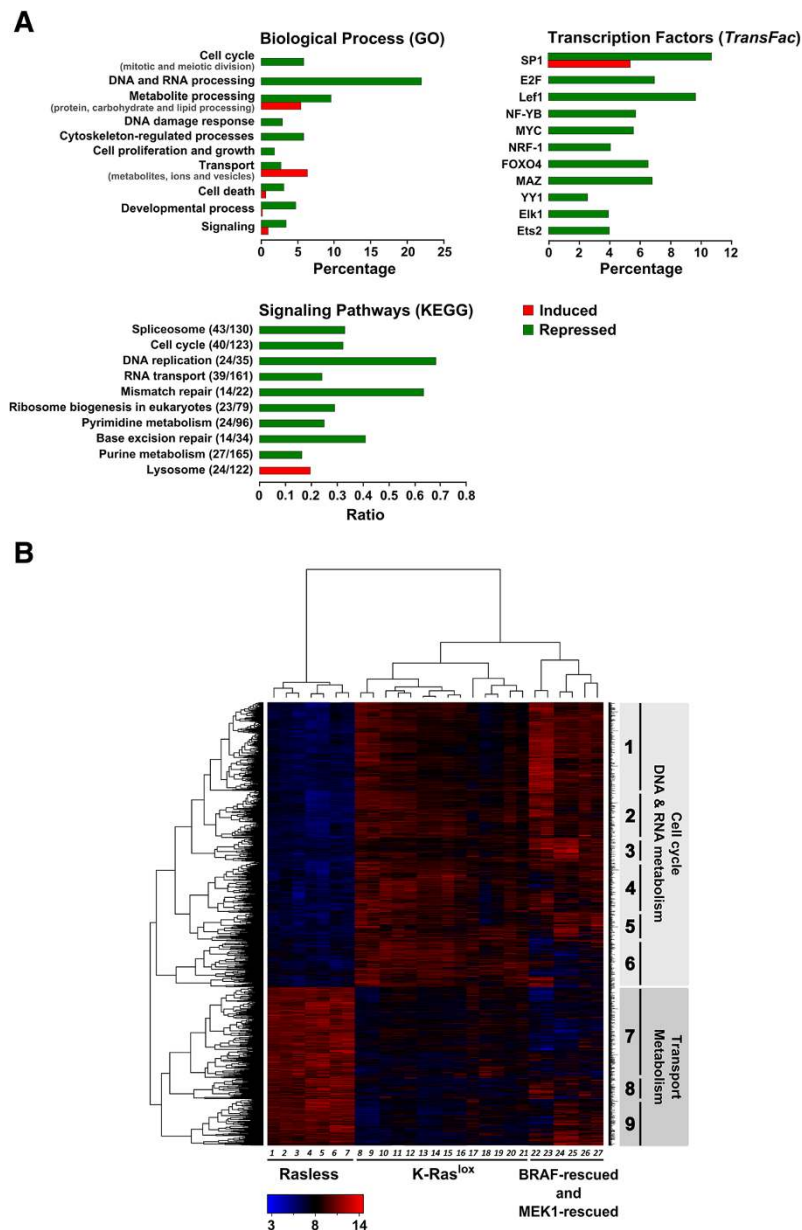 A
Biological Process (GO)
Cell cycle
(mitotic and meiotic division)
DNA and RNA processing
Metabolite processing
(protein, carbohydrate and lipid processing)
DNA damage response
Cytoskeleton-regulated processes
Cell proliferation and growth
Transport
(metabolites, ions and vesicles)
Cell death
Developmental process
Signaling
0 5 10 15 20 25
Percentage
Transcription Factors (TransFac)
SP1
E2F
Lef1
NF-YB
MYC
NRF-1
FOXO4
MAZ
YY1
Elk1
Ets2
0 2 4 6 8 10 12
Percentage
Signaling Pathways (KEGG)
Spliceosome (43/130)
Cell cycle (40/123)
DNA replication (24/35)
RNA transport (39/161)
Mismatch repair (14/22)
Ribosome biogenesis in eukaryotes (23/79)
Pyrimidine metabolism (24/96)
Base excision repair (14/34)
Purine metabolism (27/165)
Lysosome (24/122)
0 0.1 0.2 0.3 0.4 0.5 0.6 0.7 0.8
Ratio
Induced
Repressed
B
1
2
3
4
5
6
7
8
9
Cell cycle
DNA & RNA metabolism
Transport
Metabolism
1 2 3 4 5 6 7 8 9 10 11 12 13 14 15 16 17 18 19 20 21 22 23 24 25 26 27
Rasless
K-Raslox
BRAF-rescued
and
MEK1-rescued
3 8 14